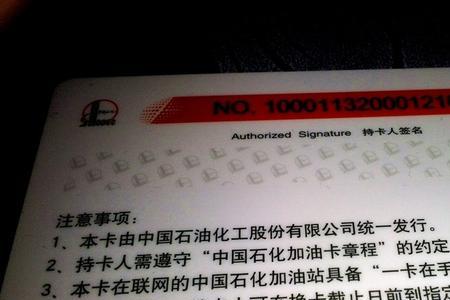 NO. 1000113200012
Authorized Signature 持卡人签名
注意事项：
1、本卡由中国石油化工股份有限公司统一发行。
2、持卡人需遵守“中国石化加油卡章程”的约定
3、本卡在联网的中国石化加油站具备“一卡在手